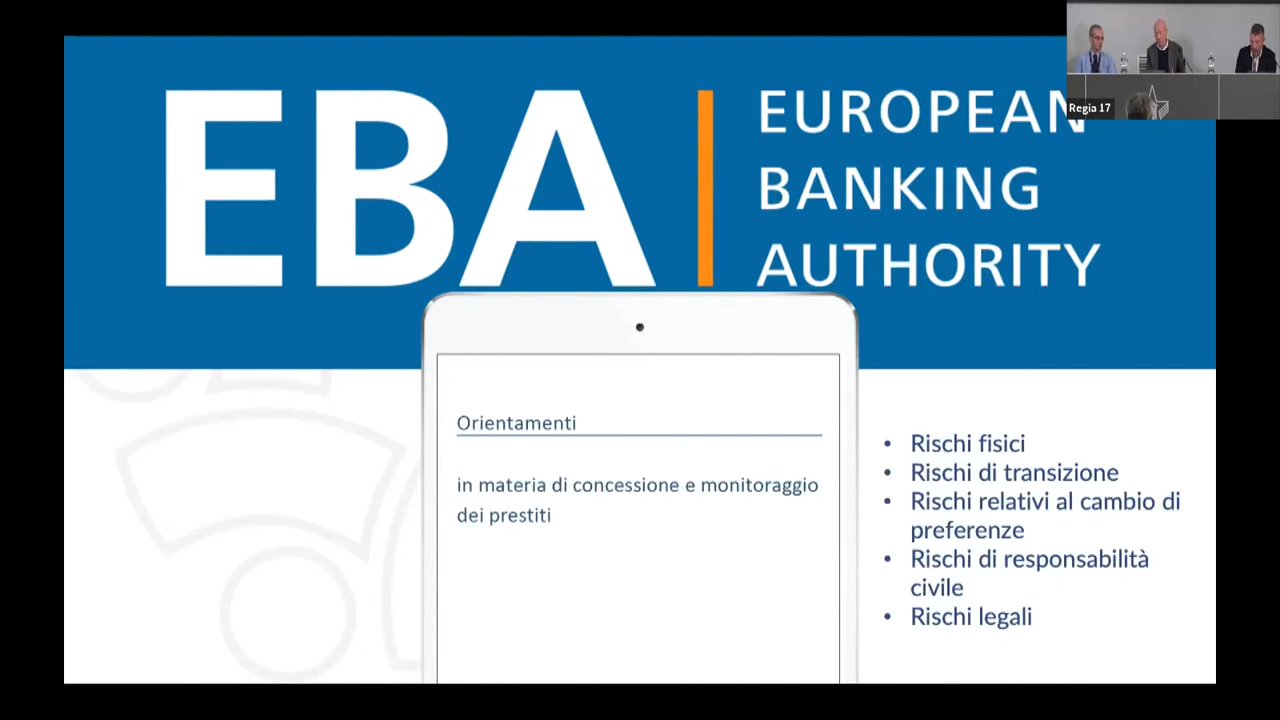 EBA
EUROPEAN
BANKING
AUTHORITY
Regia 17
Orientamenti
in materia di concessione e monitoraggio
dei prestiti
• Rischi fisici
• Rischi di transizione
• Rischi relativi al cambio di
preferenze
• Rischi di responsabilità
civile
• Rischi legali